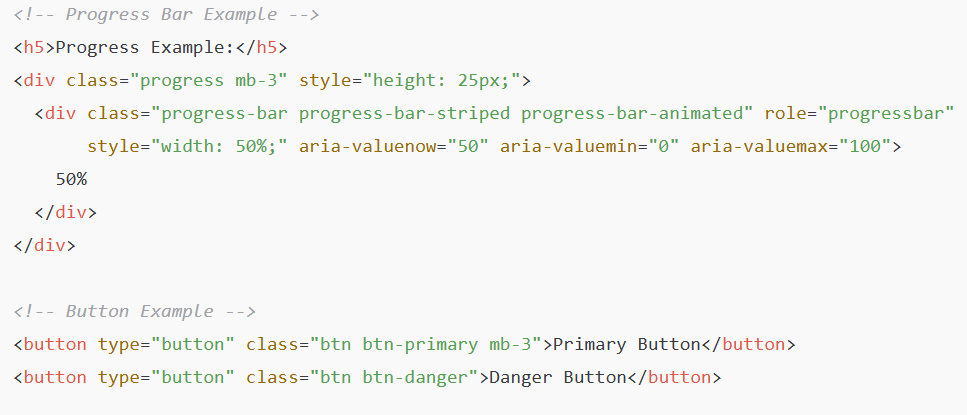 <!-- Progress Bar Example -->
<h5>Progress Example:</h5>
<div class="progress mb-3" style="height: 25px;">
  <div class="progress-bar progress-bar-striped progress-bar-animated" role="progressbar"
       style="width: 50%;" aria-valuenow="50" aria-valuemin="0" aria-valuemax="100">
    50%
  </div>
</div>

<!-- Button Example -->
<button type="button" class="btn btn-primary mb-3">Primary Button</button>
<button type="button" class="btn btn-danger">Danger Button</button>